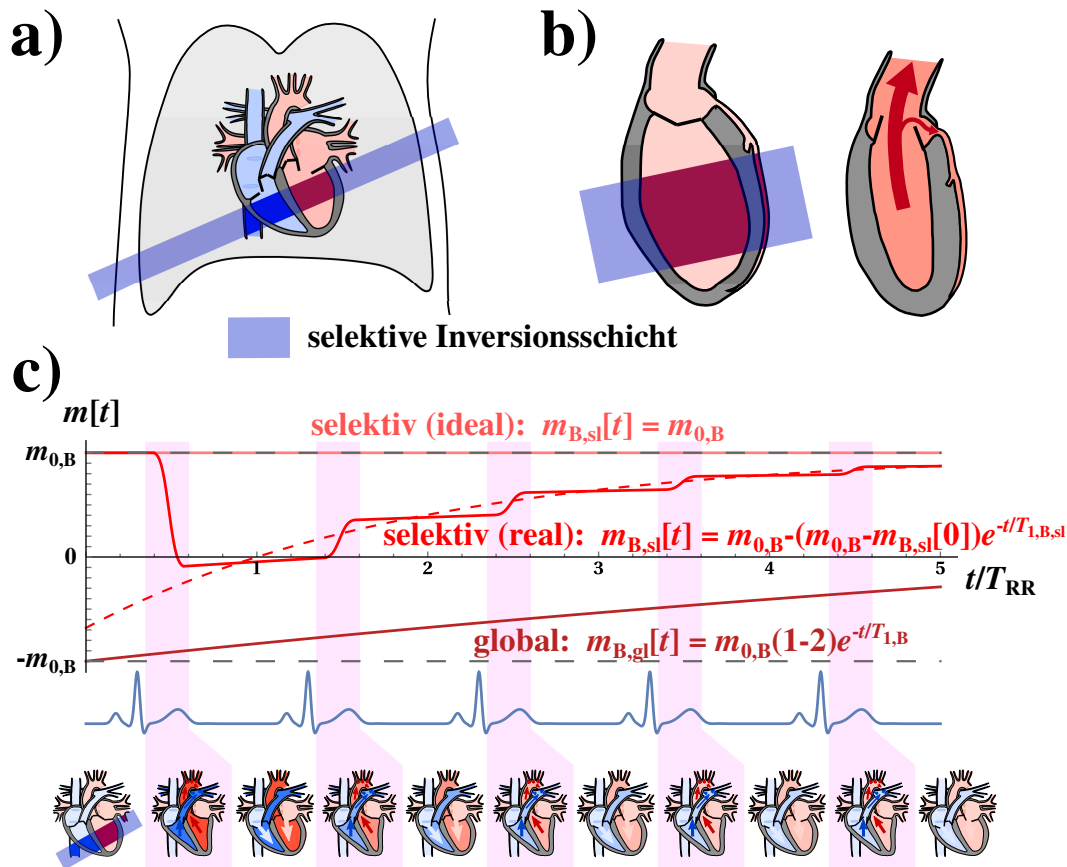 a)
b)
selektive Inversionsschicht
c)
m[t]
selektiv (ideal): m_B,sl[t] = m_0,B
m_0,B
selektiv (real): m_B,sl[t] = m_0,B-(m_0,B-m_B,sl[0])e^-t/T_1,B,sl
0
1
2
3
4
5
t/T_RR
global: m_B,gl[t] = m_0,B(1-2)e^-t/T_1,B
-m_0,B